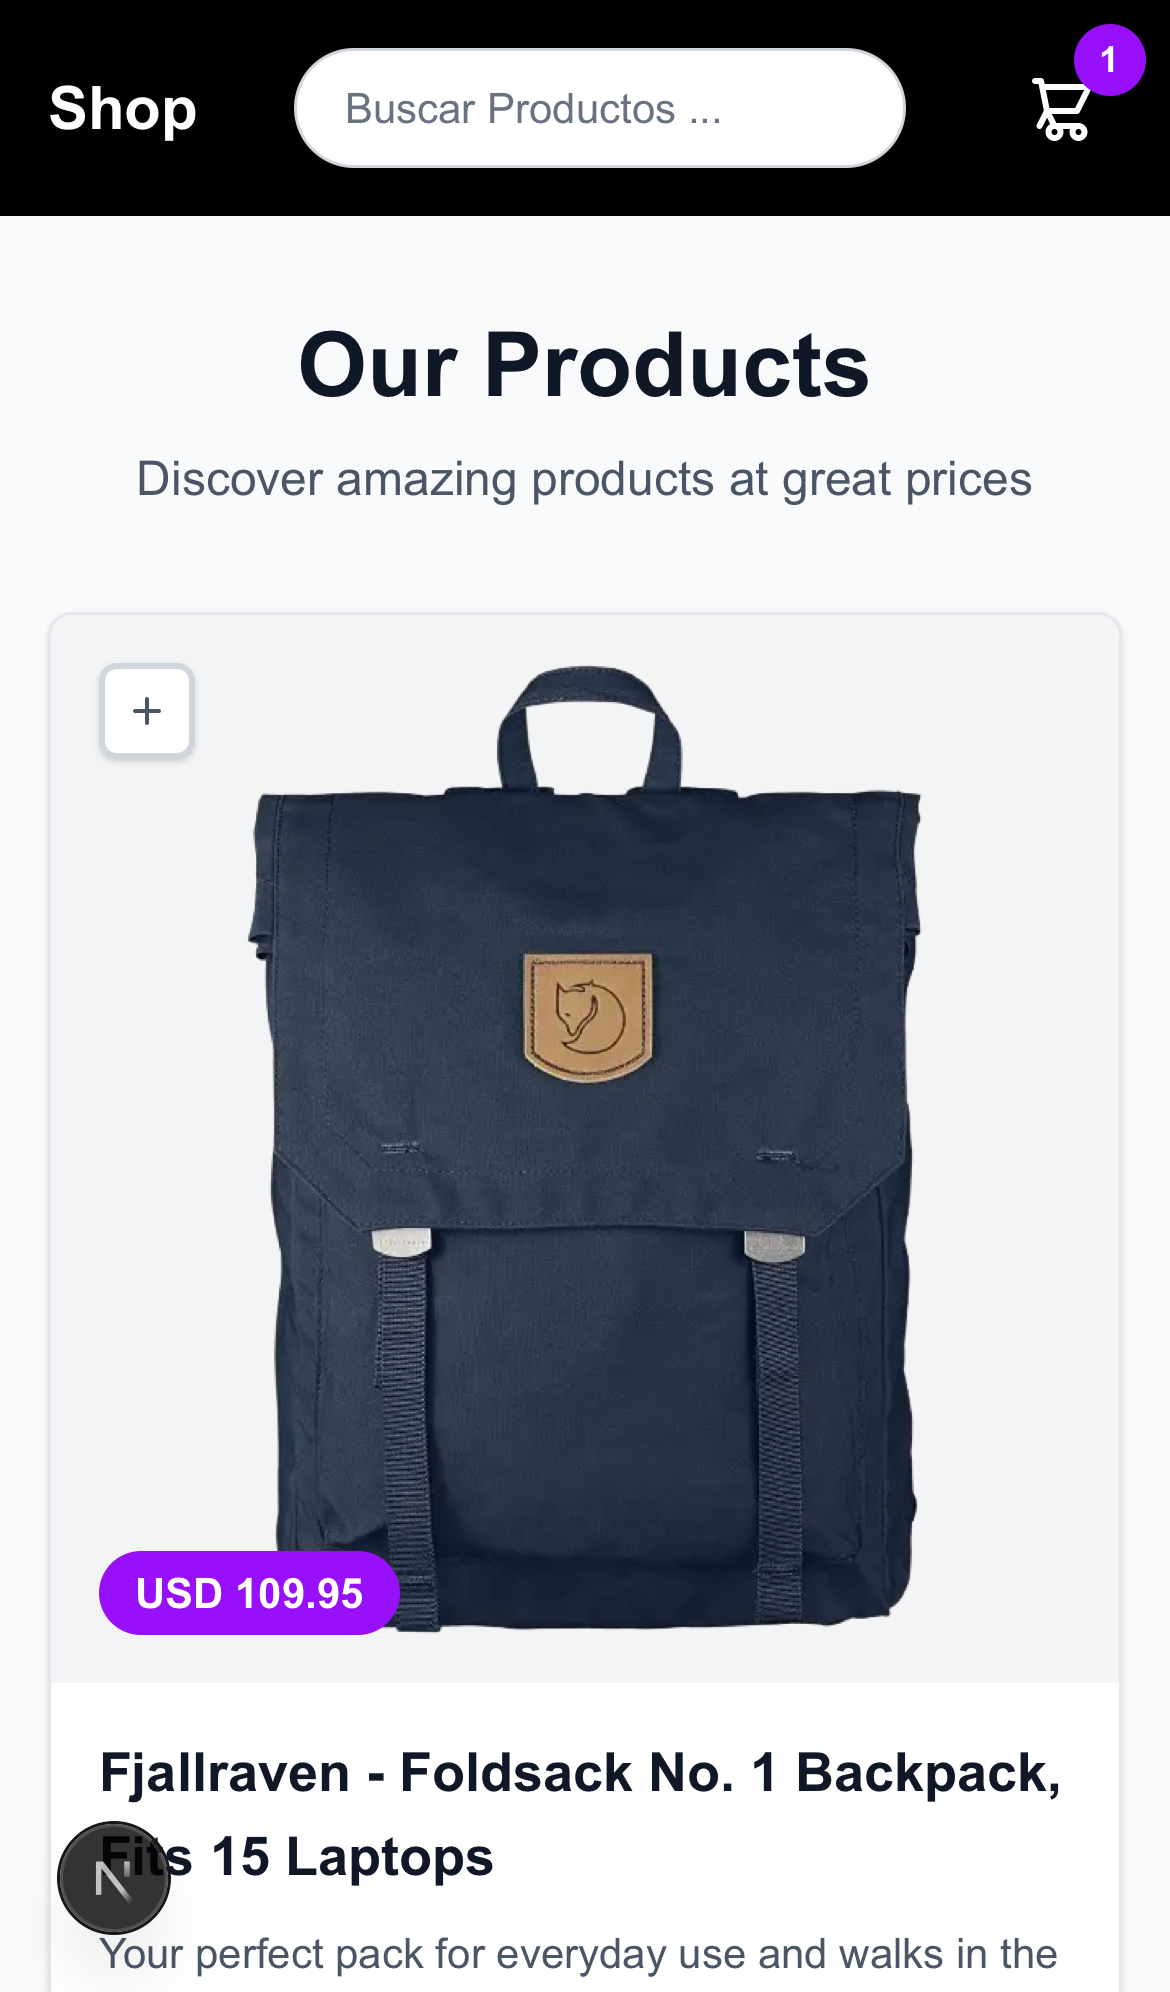 1
Shop
Buscar Productos ...
Our Products
Discover amazing products at great prices
USD 109.95
Fjallraven - Foldsack No. 1 Backpack,
Fits 15 Laptops
N
Your perfect pack for everyday use and walks in the